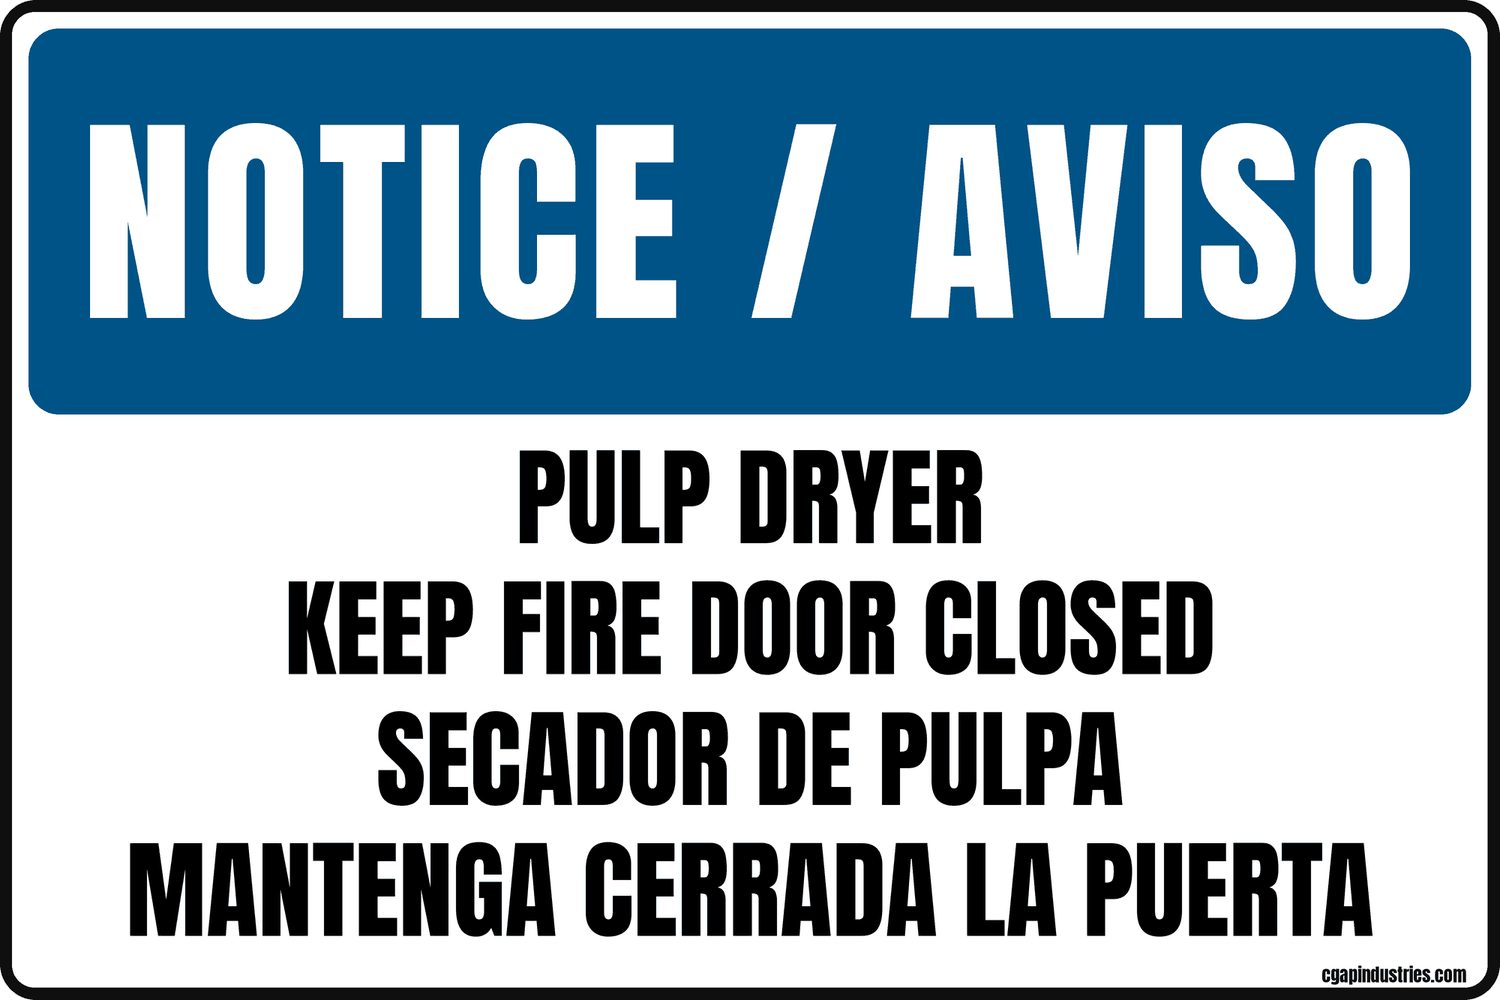 NOTICE / AVISO
PULP DRYER
KEEP FIRE DOOR CLOSED
SECADOR DE PULPA
MANTENGA CERRADA LA PUERTA
cgapindustries.com